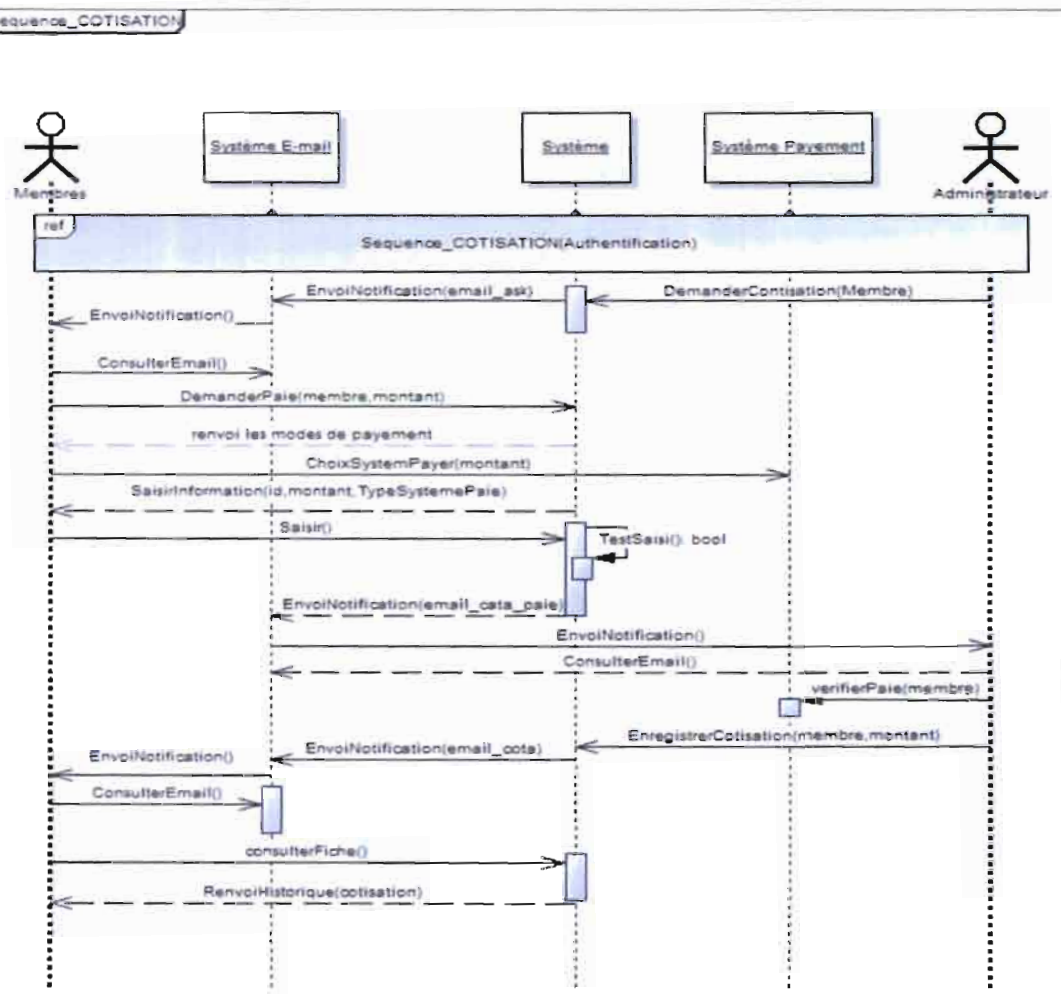 equence_COTISATION
Système E-mail
Système
Système Payement
Membres
Administrateur
ref
Sequence_COTISATION(Authentification)
EnvoiNotification(email_ask)
DemanderContisation(Membre)
EnvoiNotification()
ConsulterEmail()
DemanderPaie(membre,montant)
renvoi les modes de payement
ChoixSystemPayer(montant)
SaisirInformation(id,montant,TypeSystemePaie)
Saisir()
TestSaisi(): bool
EnvoiNotification(email_cata_paie)
EnvoiNotification()
ConsulterEmail()
verifierPaie(membre)
EnregistrerCotisation(membre,montant)
EnvoiNotification(email_cota)
EnvoiNotification()
ConsulterEmail()
consulterFiche()
RenvoiHistorique(cotisation)